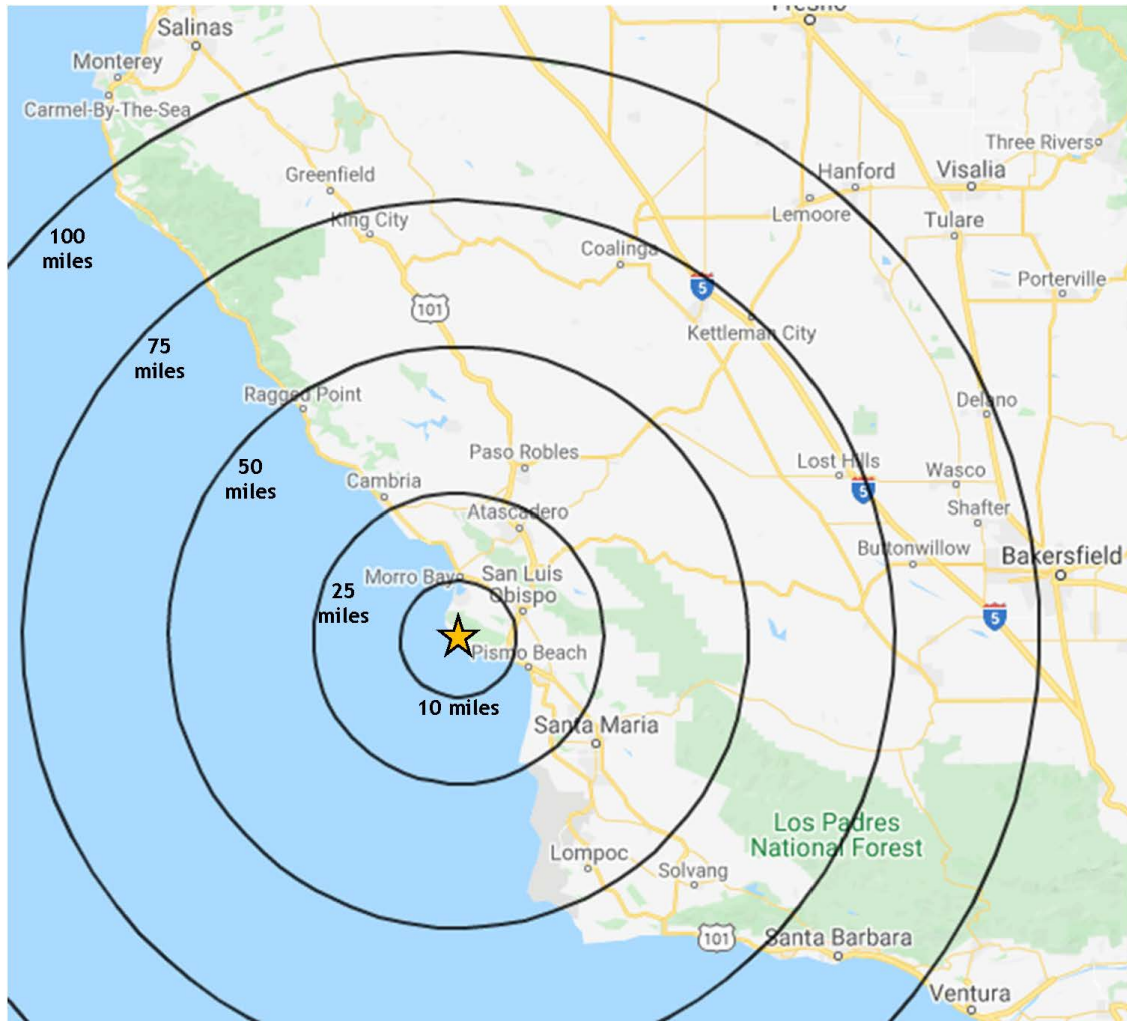 Fresno
Salinas
Monterey
Carmel-By-The-Sea
Three Rivers
Greenfield
Hanford
Visalia
Lemoore
King City
Tulare
100
miles
Coalinga
5
Porterville
101
75
miles
Kettleman City
Ragged Point
Delano
Paso Robles
50
miles
Lost Hills
Wasco
Cambria
5
Atascadero
Shafter
Buttonwillow
Bakersfield
Morro Bay
San Luis
Obispo
25
miles
5
Pismo Beach
10 miles
Santa Maria
Los Padres
National Forest
Lompoc
Solvang
101
Santa Barbara
Ventura